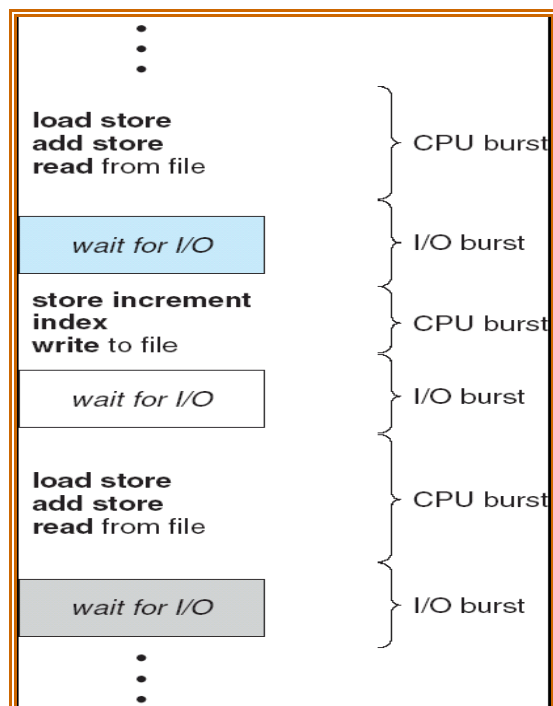 load store
add store
read from file
CPU burst
wait for I/O
I/O burst
store increment
index
write to file
CPU burst
wait for I/O
I/O burst
load store
add store
read from file
CPU burst
wait for I/O
I/O burst